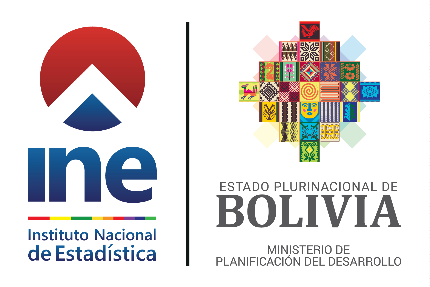 ine
Instituto Nacional
de Estadística
ESTADO PLURINACIONAL DE
BOLIVIA
MINISTERIO DE
PLANIFICACIÓN DEL DESARROLLO